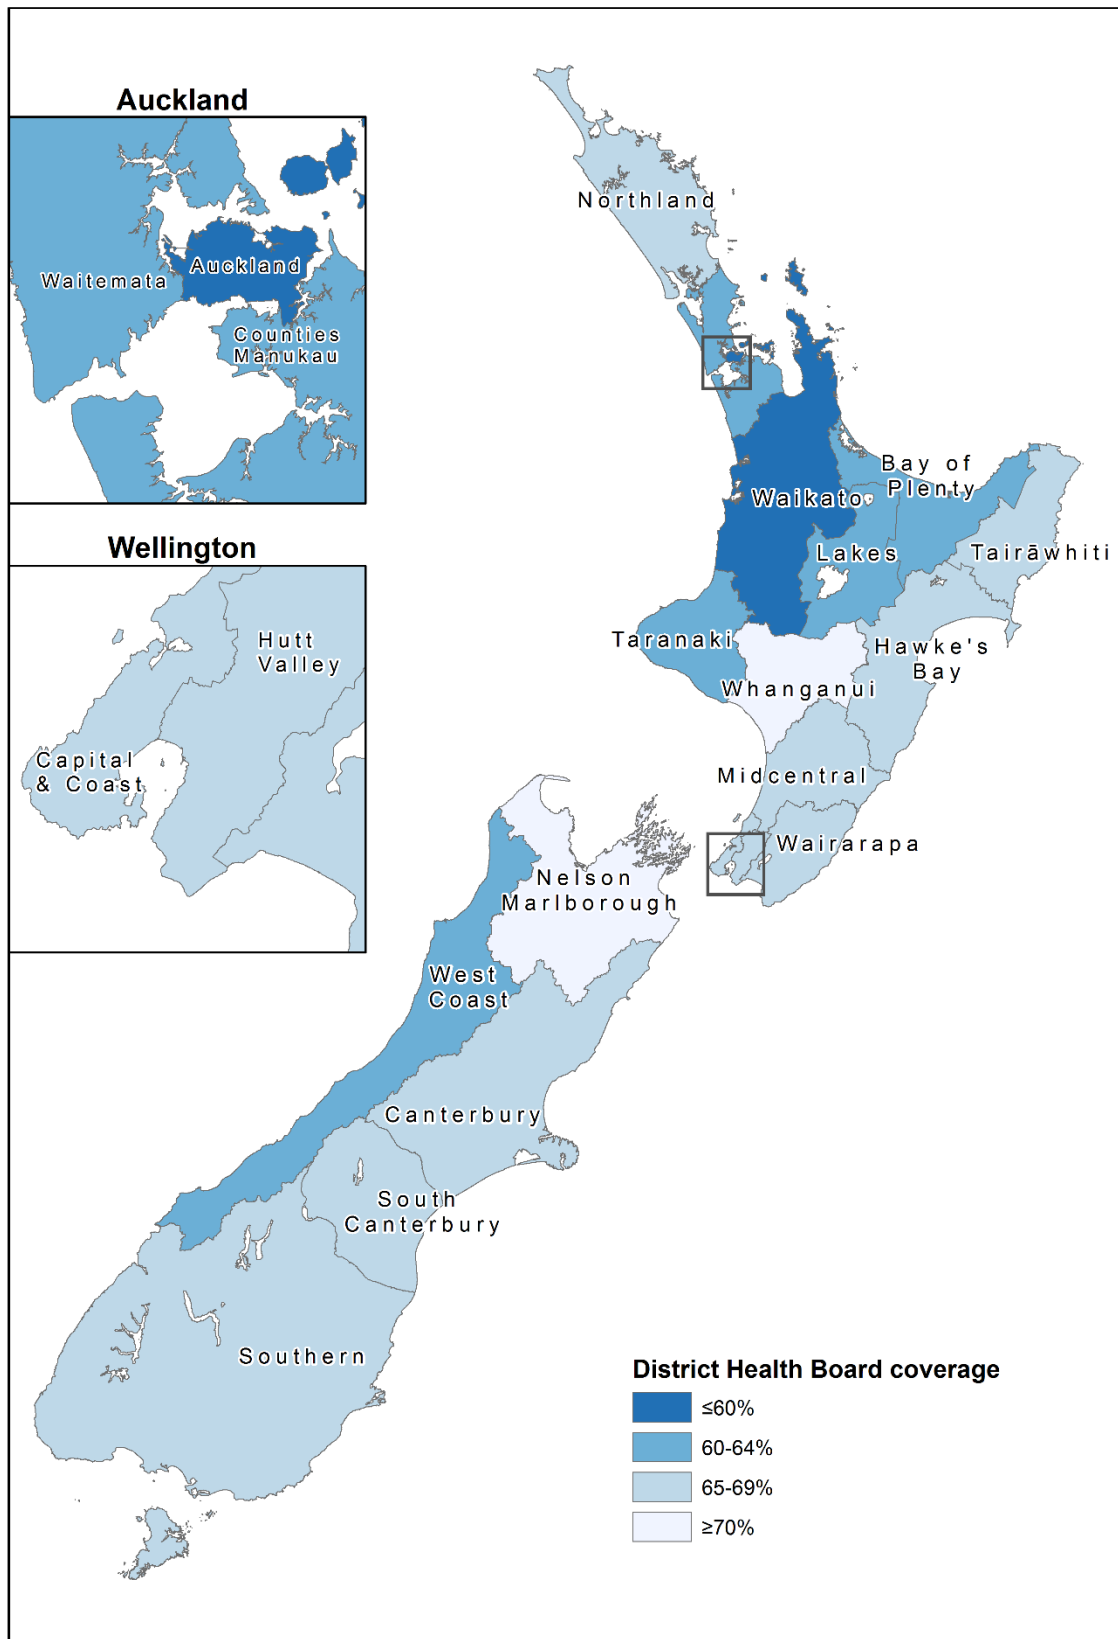 Auckland
Waitemata
Auckland
Counties
Manukau
Wellington
Hutt
Valley
Capital
& Coast
Northland
Bay of
Plenty
Waikato
Lakes
Tairāwhiti
Taranaki
Hawke's
Bay
Whanganui
Midcentral
Wairarapa
Nelson
Marlborough
West
Coast
Canterbury
South
Canterbury
Southern
District Health Board coverage
≤60%
60-64%
65-69%
≥70%